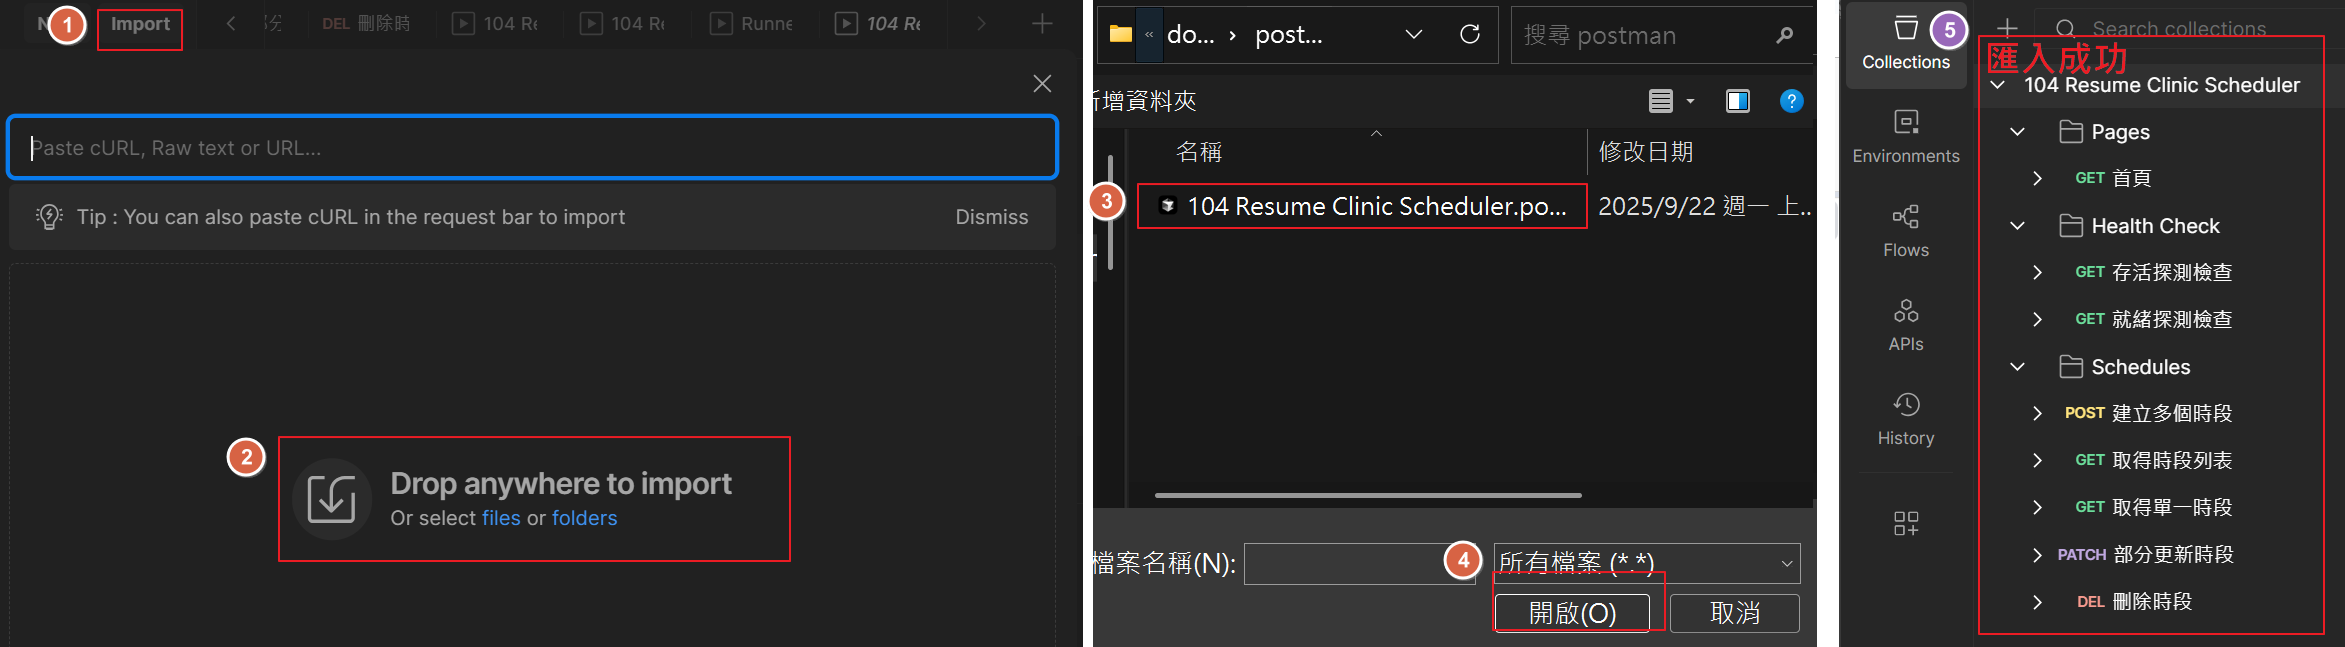 1
Import
DEL 刪除時
104 Re
104 Re
Runne
104 Re
Paste cURL, Raw text or URL...
Tip : You can also paste cURL in the request bar to import
Dismiss
2
Drop anywhere to import
Or select files or folders
« do... › post...
搜尋 postman
新增資料夾
?
名稱
修改日期
3
104 Resume Clinic Scheduler.po...
2025/9/22 週一 上..
檔案名稱(N):
4
所有檔案 (*.*)
開啟(O)
取消
5
Collections
Environments
Flows
APIs
History
Search collections
匯入成功
104 Resume Clinic Scheduler
Pages
GET 首頁
Health Check
GET 存活探測檢查
GET 就緒探測檢查
Schedules
POST 建立多個時段
GET 取得時段列表
GET 取得單一時段
PATCH 部分更新時段
DEL 刪除時段